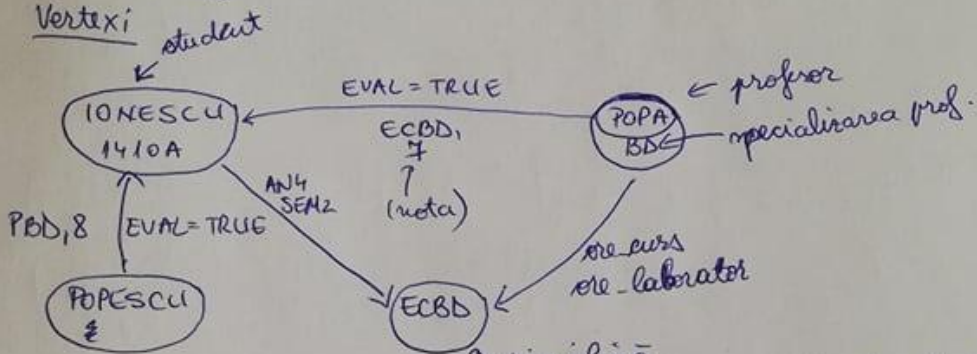 Vertexi
student
IONESCU
1410A
EVAL = TRUE
ECBD,
7
(nota)
POPA
BD
profesor
specializarea prof.
AN4
SEM2
PBD, 8
EVAL = TRUE
POPESCU
ECBD
ore_curs
ore_laborator